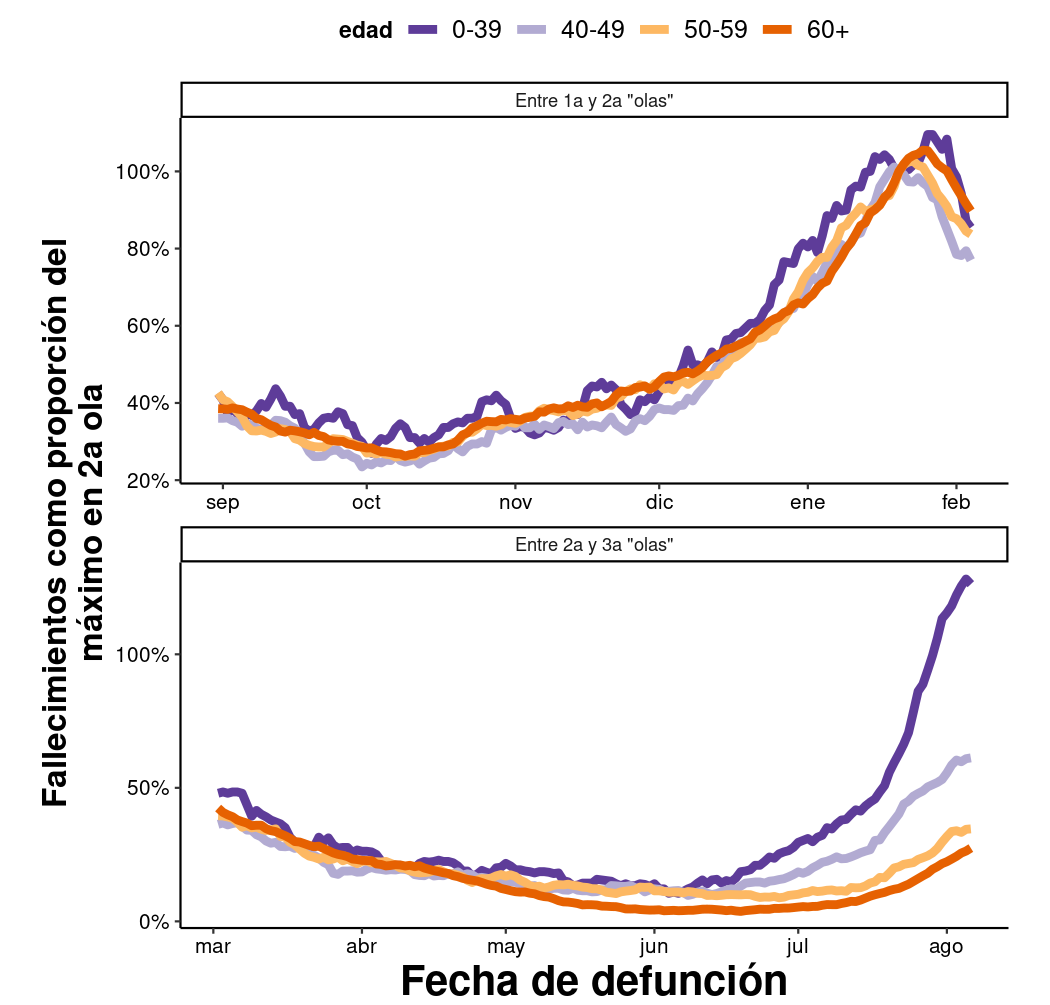 edad 0-39 40-49 50-59 60+
Entre 1a y 2a "olas"
100%
80%
60%
40%
20%
sep oct nov dic ene feb
Entre 2a y 3a "olas"
100%
50%
0%
mar abr may jun jul ago
Fallecimientos como proporción del
máximo en 2a ola
Fecha de defunción